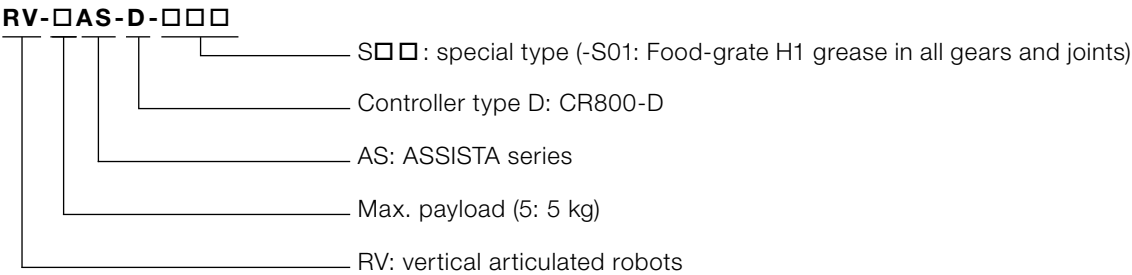 RV-□AS-D-□□□
S□□: special type (-S01: Food-grate H1 grease in all gears and joints)
Controller type D: CR800-D
AS: ASSISTA series
Max. payload (5: 5 kg)
RV: vertical articulated robots